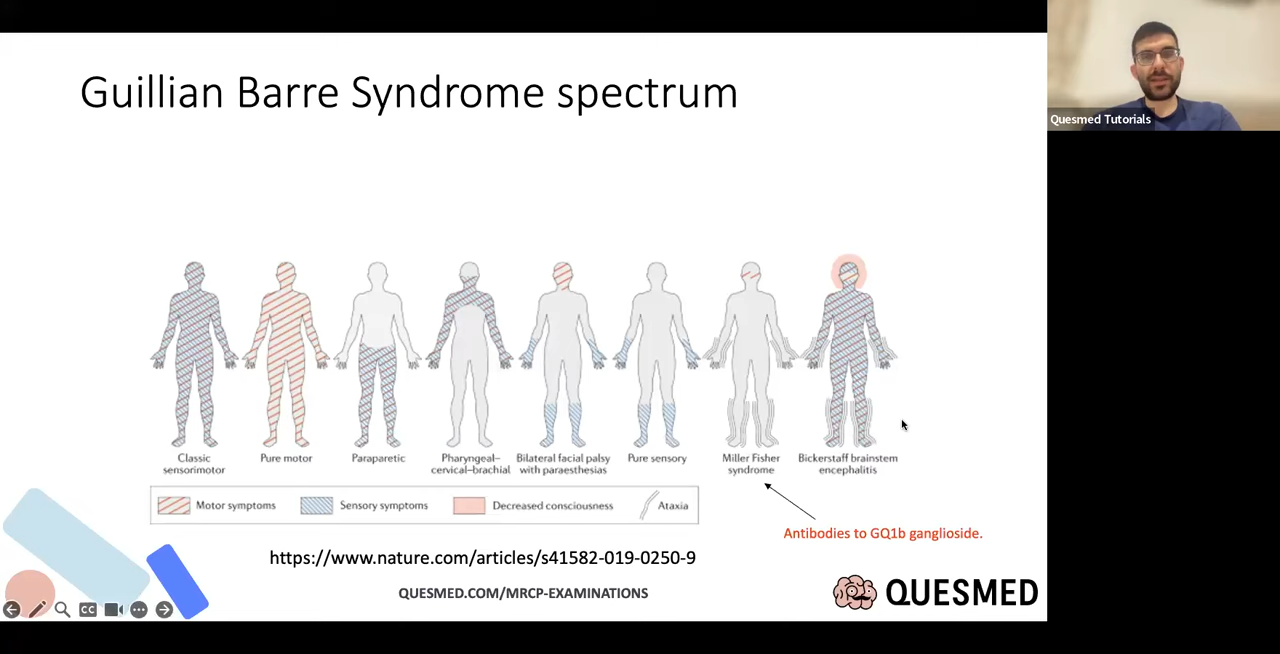 Guillian Barre Syndrome spectrum
Quesmed Tutorials
Classic
sensorimotor
Pure motor
Paraparetic
Pharyngeal–
cervical–brachial
Bilateral facial palsy
with paraesthesias
Pure sensory
Miller Fisher
syndrome
Bickerstaff brainstem
encephalitis
Motor symptoms
Sensory symptoms
Decreased consciousness
Ataxia
Antibodies to GQ1b ganglioside.
https://www.nature.com/articles/s41582-019-0250-9
QUESMED.COM/MRCP-EXAMINATIONS
QUESMED
CC